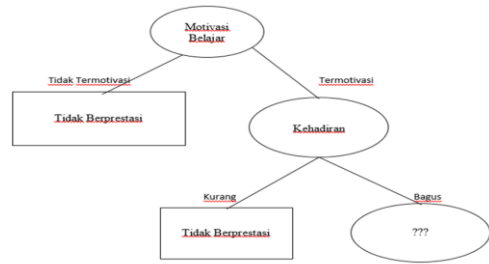 Motivasi
Belajar
Tidak Termotivasi
Termotivasi
Tidak Berprestasi
Kehadiran
Kurang
Bagus
Tidak Berprestasi
???